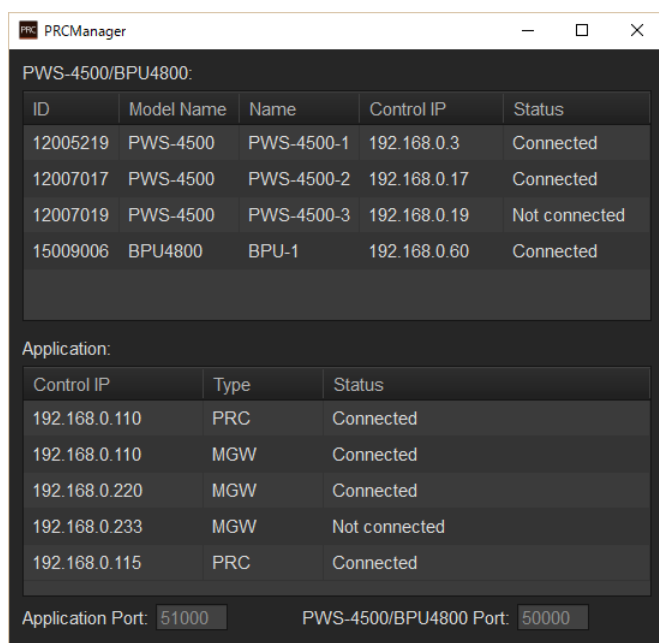 PRC PRCManager
PWS-4500/BPU4800:
ID Model Name Name Control IP Status
12005219 PWS-4500 PWS-4500-1 192.168.0.3 Connected
12007017 PWS-4500 PWS-4500-2 192.168.0.17 Connected
12007019 PWS-4500 PWS-4500-3 192.168.0.19 Not connected
15009006 BPU4800 BPU-1 192.168.0.60 Connected
Application:
Control IP Type Status
192.168.0.110 PRC Connected
192.168.0.110 MGW Connected
192.168.0.220 MGW Connected
192.168.0.233 MGW Not connected
192.168.0.115 PRC Connected
Application Port: 51000 PWS-4500/BPU4800 Port: 50000